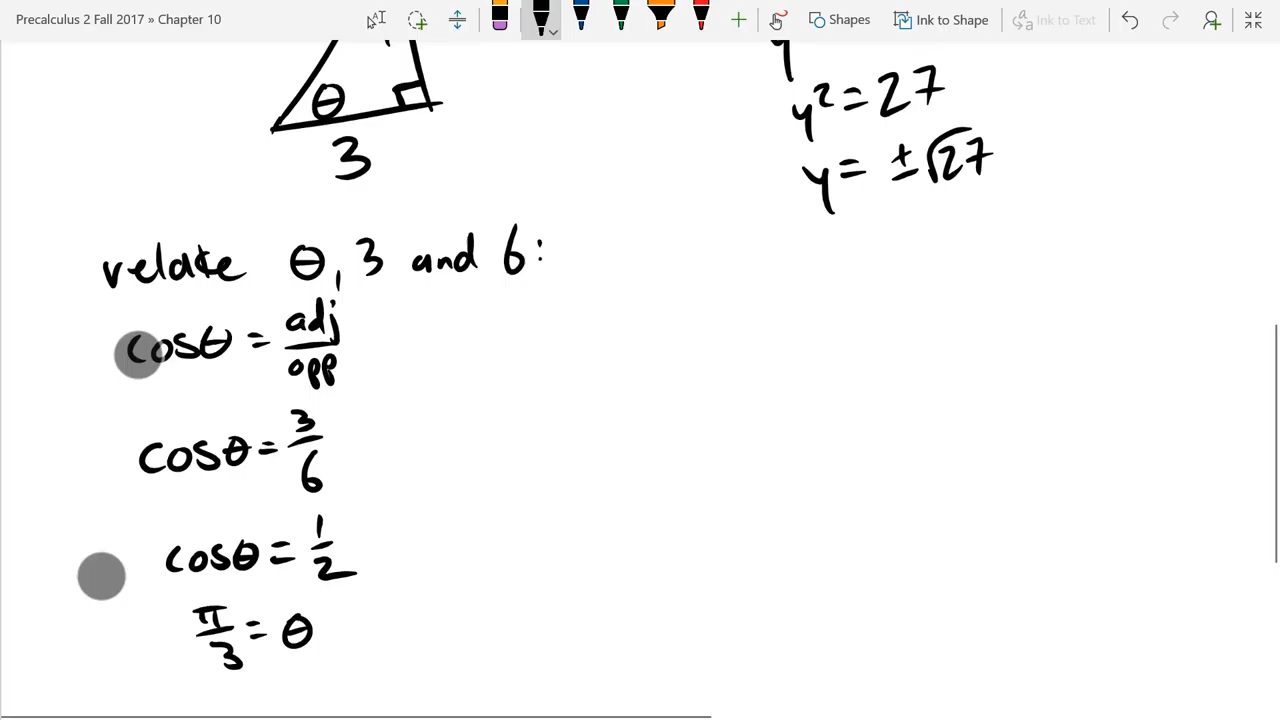 Precalculus 2 Fall 2017 » Chapter 10
Shapes
Ink to Shape
Ink to Text
θ
3
y
y² = 27
y = ±√27
relate θ, 3 and 6:
cosθ = adj/opp
cosθ = 3/6
cosθ = 1/2
π/3 = θ